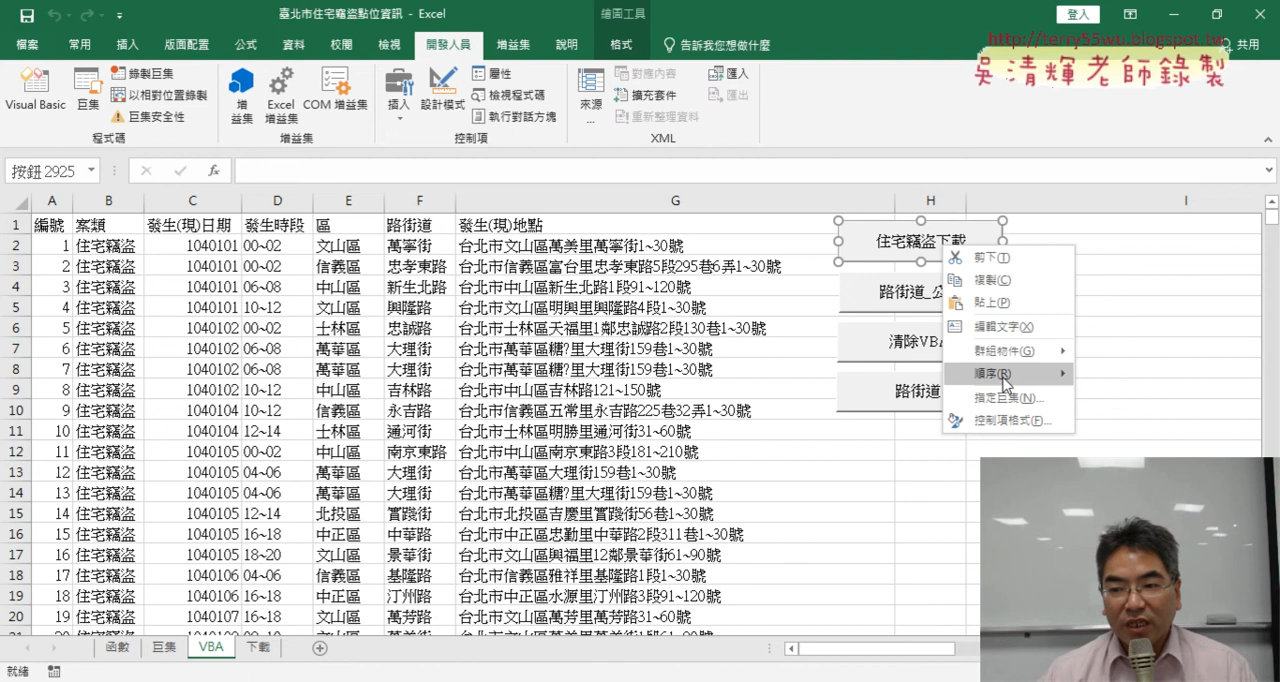 臺北市住宅竊盜點位資訊 - Excel
繪圖工具
登入
檔案 常用 插入 版面配置 公式 資料 校閱 檢視 開發人員 增益集 說明 格式 告訴我您想做什麼 共用
http://terry55wu.blogspot.tw
吳清輝老師錄製
Visual Basic 巨集 錄製巨集 以相對位置錄製 巨集安全性
程式碼
增益集 Excel 增益集 COM 增益集
增益集
插入 設計模式 屬性 檢視程式碼 執行對話方塊
控制項
來源... 對應內容 擴充套件 重新整理資料 匯入 匯出
XML
按鈕 2925 fx
A B C D E F G H I
1 編號 案類 發生(現)日期 發生時段 區 路街道 發生(現)地點
2 1 住宅竊盜 1040101 00~02 文山區 萬寧街 台北市文山區萬美里萬寧街1~30號
3 2 住宅竊盜 1040101 00~02 信義區 忠孝東路 台北市信義區富台里忠孝東路5段295巷6弄1~30號
4 3 住宅竊盜 1040101 06~08 中山區 新生北路 台北市中山區新生北路1段91~120號
5 4 住宅竊盜 1040101 10~12 文山區 興隆路 台北市文山區明興里興隆路4段1~30號
6 5 住宅竊盜 1040102 00~02 士林區 忠誠路 台北市士林區天福里1鄰忠誠路2段130巷1~30號
7 6 住宅竊盜 1040102 06~08 萬華區 大理街 台北市萬華區糖?里大理街159巷1~30號
8 7 住宅竊盜 1040102 06~08 萬華區 大理街 台北市萬華區糖?里大理街159巷1~30號
9 8 住宅竊盜 1040102 10~12 中山區 吉林路 台北市中山區吉林路121~150號
10 9 住宅竊盜 1040104 10~12 信義區 永吉路 台北市信義區五常里永吉路225巷32弄1~30號
11 10 住宅竊盜 1040104 12~14 士林區 通河街 台北市士林區明勝里通河街31~60號
12 11 住宅竊盜 1040105 00~02 中山區 南京東路 台北市中山區南京東路3段181~210號
13 12 住宅竊盜 1040105 04~06 萬華區 大理街 台北市萬華區大理街159巷1~30號
14 13 住宅竊盜 1040105 04~06 萬華區 大理街 台北市萬華區糖?里大理街159巷1~30號
15 14 住宅竊盜 1040105 12~14 北投區 實踐街 台北市北投區吉慶里實踐街56巷1~30號
16 15 住宅竊盜 1040105 16~18 中正區 中華路 台北市中正區忠勤里中華路2段311巷1~30號
17 16 住宅竊盜 1040105 18~20 文山區 景華街 台北市文山區興福里12鄰景華街61~90號
18 17 住宅竊盜 1040106 04~06 信義區 基隆路 台北市信義區雅祥里基隆路1段1~30號
19 18 住宅竊盜 1040106 06~08 中正區 汀州路 台北市中正區水源里汀州路3段91~120號
20 19 住宅竊盜 1040107 16~18 文山區 萬芳路 台北市文山區萬芳里萬芳路31~60號
住宅竊盜下載
路街道_公
清除VBA
路街道
剪下(T)
複製(C)
貼上(P)
編輯文字(X)
群組物件(G)
順序(R)
指定巨集(N)...
控制項格式(F)...
函數 巨集 VBA 下載
就緒